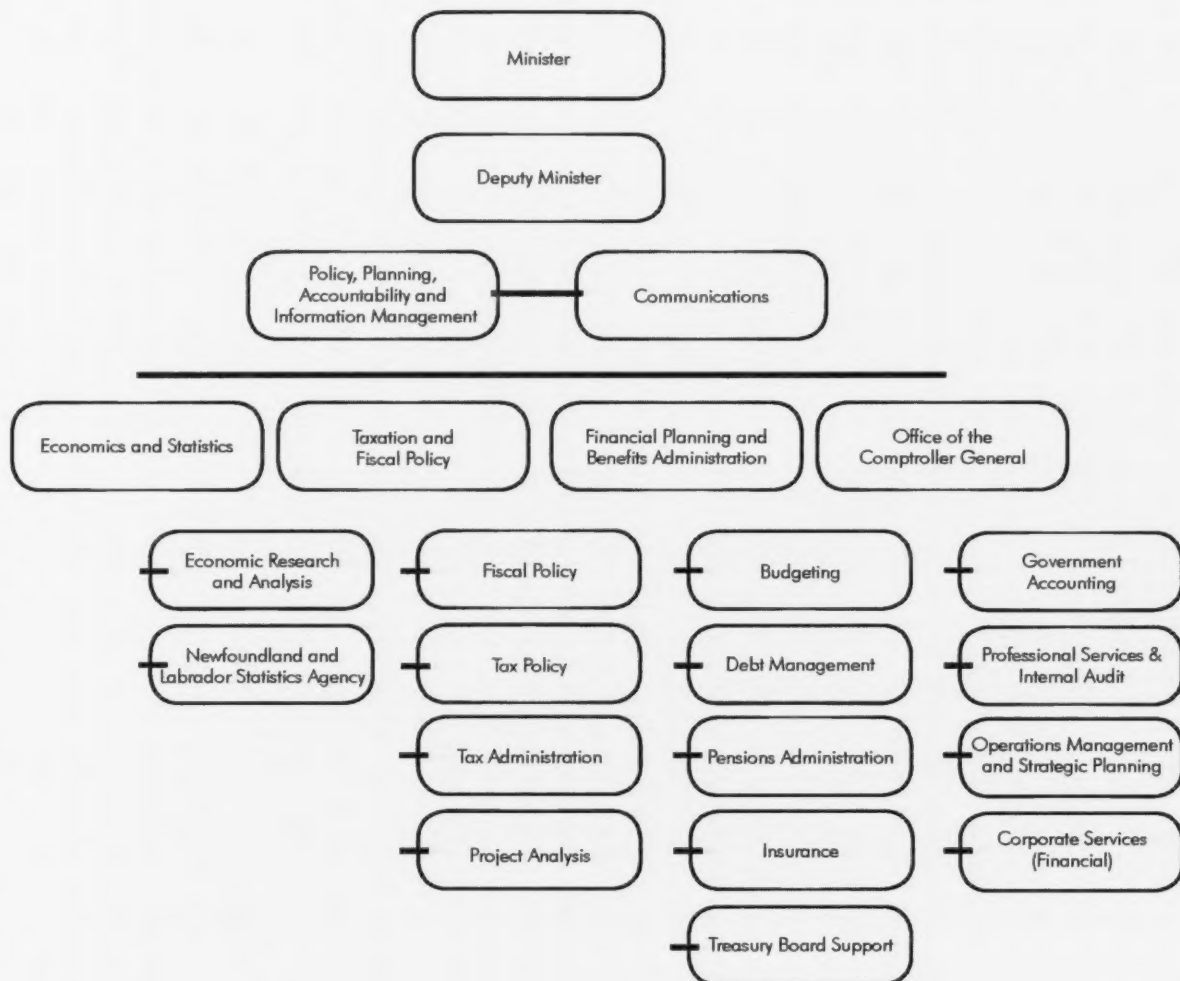 Minister
Deputy Minister
Policy, Planning,
Accountability and
Information Management
Communications
Economics and Statistics
Taxation and
Fiscal Policy
Financial Planning and
Benefits Administration
Office of the
Comptroller General
Economic Research
and Analysis
Newfoundland and
Labrador Statistics Agency
Fiscal Policy
Tax Policy
Tax Administration
Project Analysis
Budgeting
Debt Management
Pensions Administration
Insurance
Treasury Board Support
Government
Accounting
Professional Services &
Internal Audit
Operations Management
and Strategic Planning
Corporate Services
(Financial)